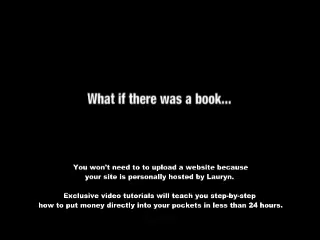 What if there was a book...
You won't need to to upload a website because
your site is personally hosted by Lauryn.
Exclusive video tutorials will teach you step-by-step
how to put money directly into your pockets in less than 24 hours.